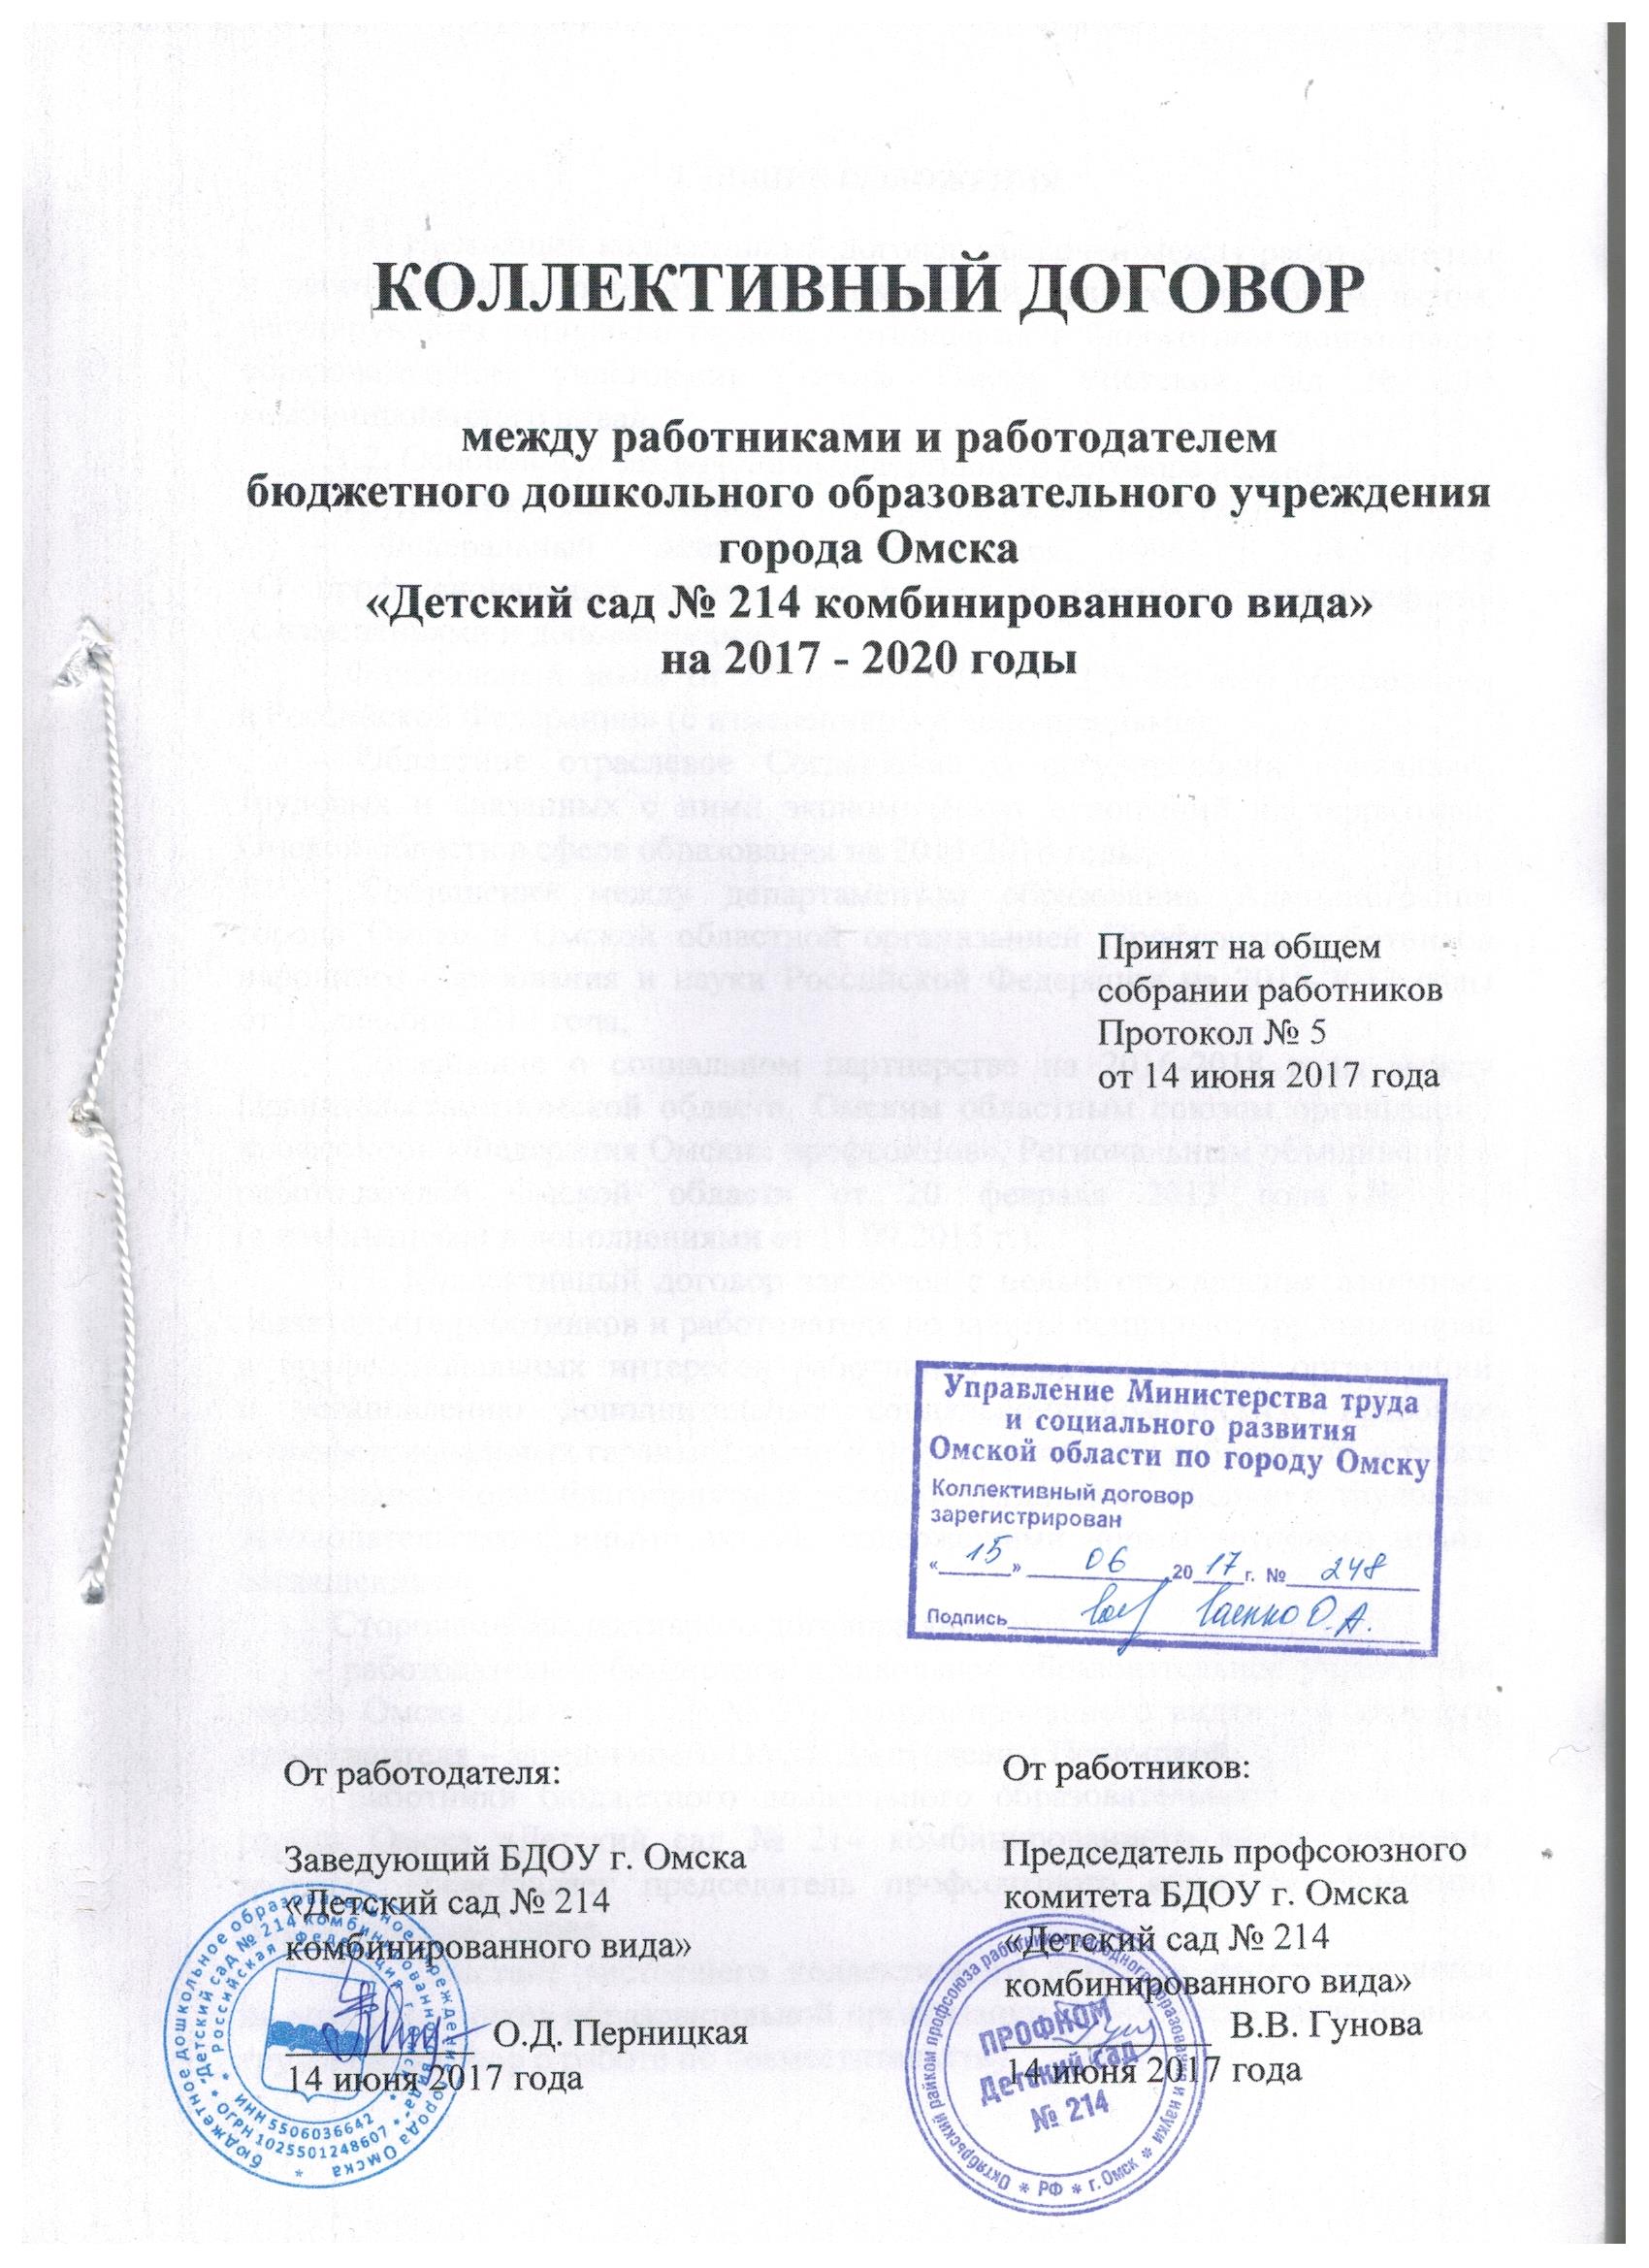 КОЛЛЕКТИВНЫЙ ДОГОВОР
между работниками и работодателем
бюджетного дошкольного образовательного учреждения
города Омска
«Детский сад № 214 комбинированного вида»
на 2017 - 2020 годы
Принят на общем
собрании работников
Протокол № 5
от 14 июня 2017 года
Управление Министерства труда
и социального развития
Омской области по городу Омску
Коллективный договор
зарегистрирован
«15» 06 2017г. № 248
Подпись О.А.
От работодателя:
Заведующий БДОУ г. Омска
«Детский сад № 214
комбинированного вида»
О.Д. Перницкая
14 июня 2017 года
бюджетное дошкольное образовательное учреждение города Омска
"Детский сад № 214 комбинированного вида"
Российская Федерация г. Омск
ИНН 5506036642
ОГРН 1025501248607
От работников:
Председатель профсоюзного
комитета БДОУ г. Омска
«Детский сад № 214
комбинированного вида»
В.В. Гунова
14 июня 2017 года
Октябрьский райком профсоюза работников народного образования и науки
РФ * г. Омск
ПРОФКОМ
Детский сад
№ 214